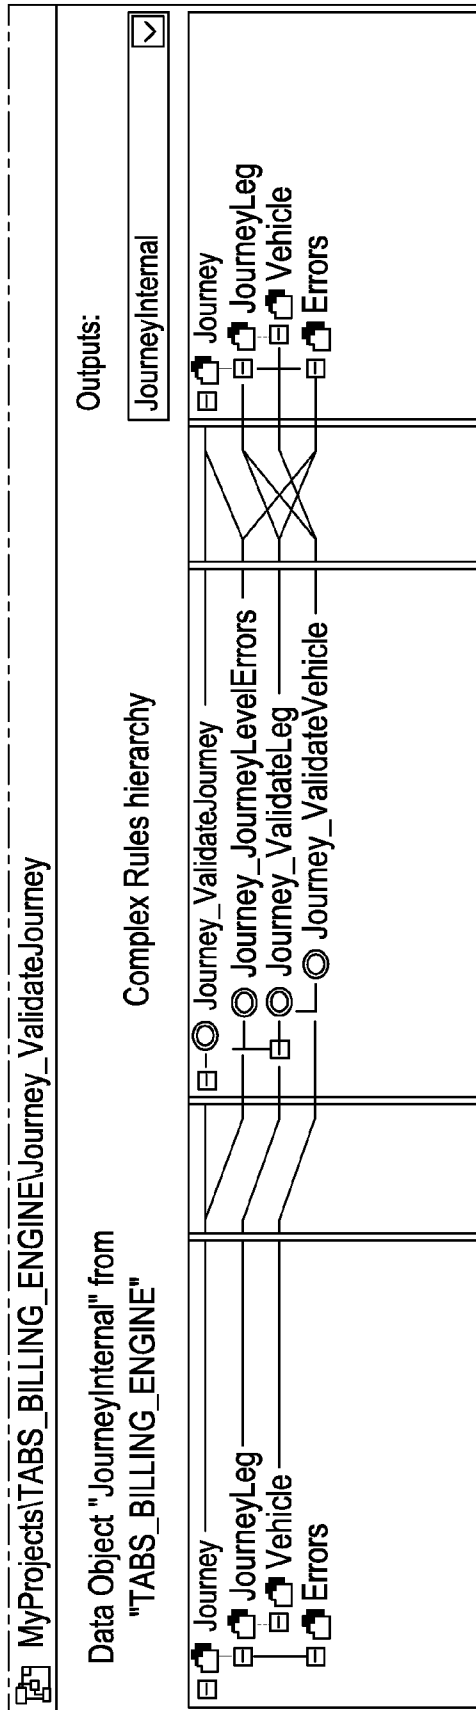 MyProjects\TABS_BILLING_ENGINE\Journey_ValidateJourney
Data Object "JourneyInternal" from
"TABS_BILLING_ENGINE"
Complex Rules hierarchy
Outputs:
JourneyInternal
Journey
JourneyLeg
Vehicle
Errors
Journey_ValidateJourney
Journey_JourneyLevelErrors
Journey_ValidateLeg
Journey_ValidateVehicle
Journey
JourneyLeg
Vehicle
Errors